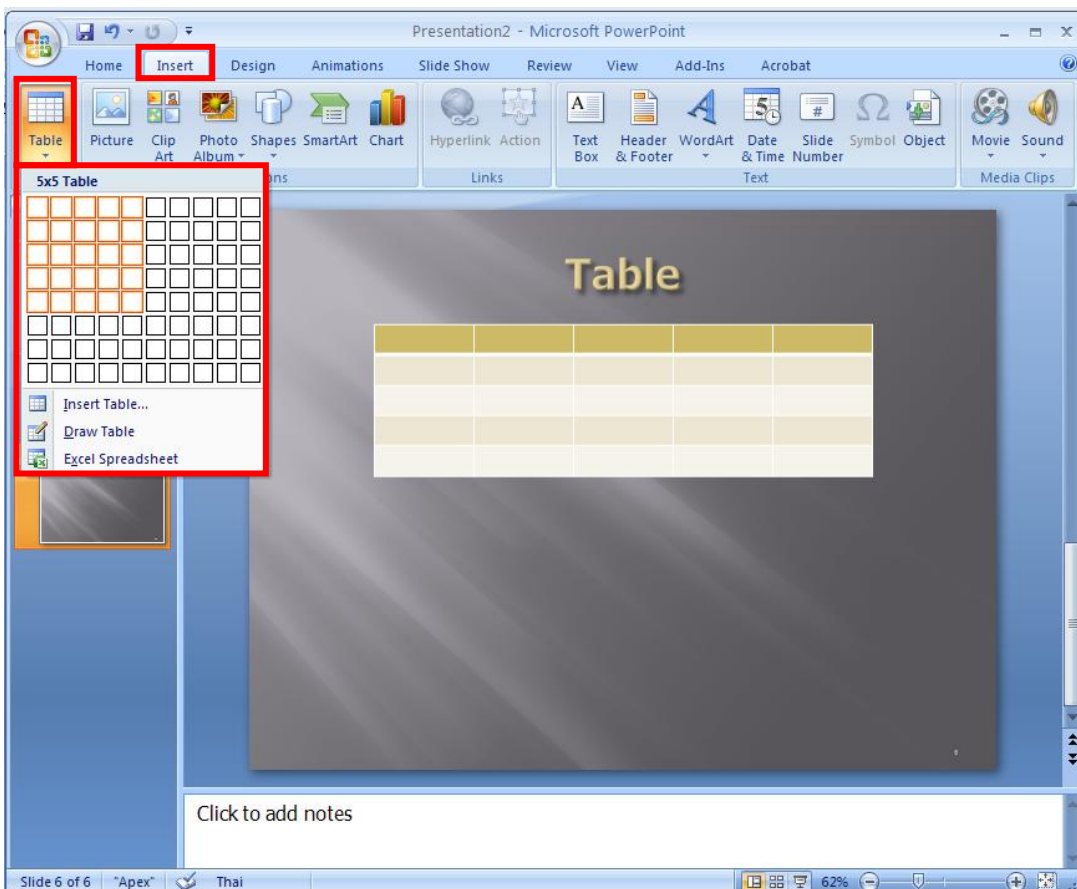 Presentation2 - Microsoft PowerPoint
Home Insert Design Animations Slide Show Review View Add-Ins Acrobat
Table Picture Clip Art Photo Album Shapes SmartArt Chart Hyperlink Action Text Box Header & Footer WordArt Date & Time Slide Number Symbol Object Movie Sound
Links Text Media Clips
5x5 Table
Insert Table...
Draw Table
Excel Spreadsheet
Table
Click to add notes
Slide 6 of 6 "Apex" Thai 62%